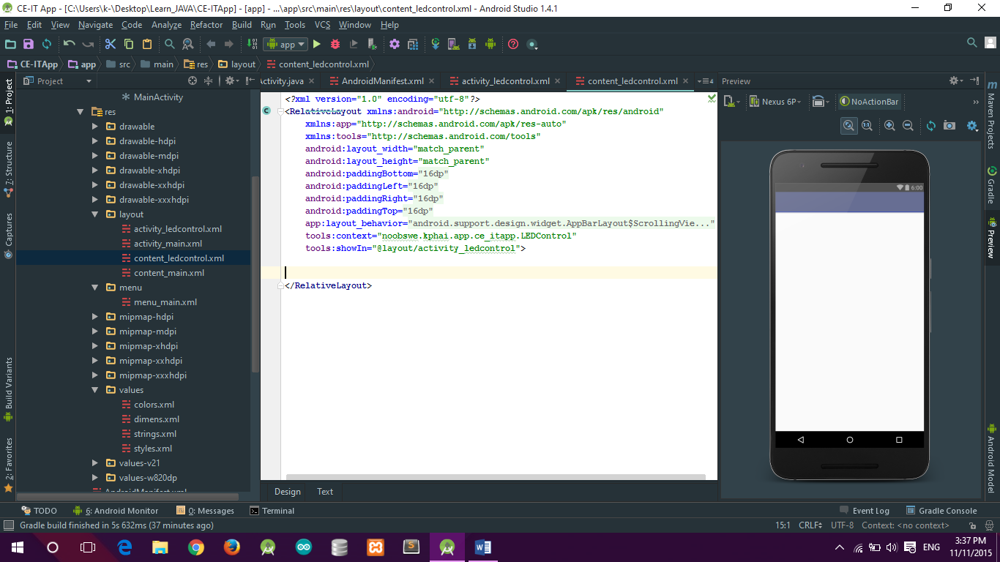 CE-IT App - [C:\Users\k-\Desktop\Learn_JAVA\CE-ITApp] - [app] - ...\app\src\main\res\layout\content_ledcontrol.xml - Android Studio 1.4.1
File Edit View Navigate Code Analyze Refactor Build Run Tools VCS Window Help
app
CE-ITApp app src main res layout content_ledcontrol.xml
Project
Activity.java AndroidManifest.xml activity_ledcontrol.xml content_ledcontrol.xml 4
Preview
1: Project
7: Structure
Captures
Build Variants
2: Favorites
MainActivity
res
drawable
drawable-hdpi
drawable-mdpi
drawable-xhdpi
drawable-xxhdpi
drawable-xxxhdpi
layout
activity_ledcontrol.xml
activity_main.xml
content_ledcontrol.xml
content_main.xml
menu
menu_main.xml
mipmap-hdpi
mipmap-mdpi
mipmap-xhdpi
mipmap-xxhdpi
mipmap-xxxhdpi
values
colors.xml
dimens.xml
strings.xml
styles.xml
values-v21
values-w820dp
AndroidManifest.xml
<?xml version="1.0" encoding="utf-8"?>
<RelativeLayout xmlns:android="http://schemas.android.com/apk/res/android"
xmlns:app="http://schemas.android.com/apk/res-auto"
xmlns:tools="http://schemas.android.com/tools"
android:layout_width="match_parent"
android:layout_height="match_parent"
android:paddingBottom="16dp"
android:paddingLeft="16dp"
android:paddingRight="16dp"
android:paddingTop="16dp"
app:layout_behavior="android.support.design.widget.AppBarLayout$ScrollingVie..."
tools:context="noobswe.kphai.app.ce_itapp.LEDControl"
tools:showIn="@layout/activity_ledcontrol">
</RelativeLayout>
Design Text
Nexus 6P NoActionBar
1:1
6:00
Maven Projects
Gradle
Preview
Android Model
TODO 6: Android Monitor 0: Messages Terminal Event Log Gradle Console
Gradle build finished in 5s 632ms (37 minutes ago) 15:1 CRLF UTF-8 Context: <no context>
ENG
3:37 PM
11/11/2015